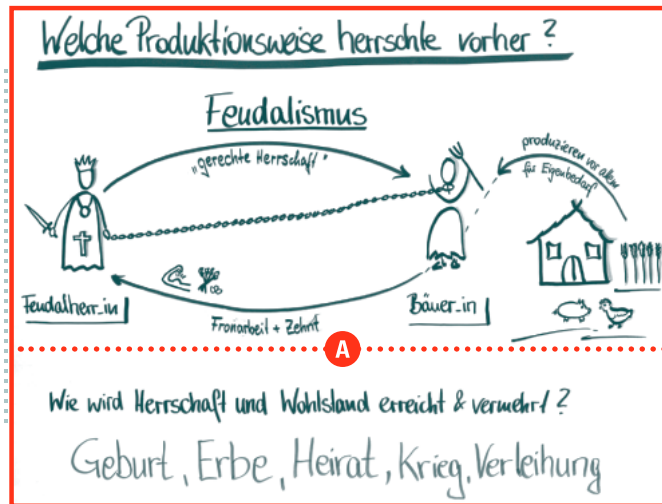 Welche Produktionsweise herrschte vorher?
Feudalismus
„gerechte Herrschaft"
produzieren vor allem
für Eigenbedarf
Feudalherr_in
Bäuer_in
Fronarbeit + Zehnt
A
Wie wird Herrschaft und Wohlstand erreicht & vermehrt?
Geburt, Erbe, Heirat, Krieg, Verleihung